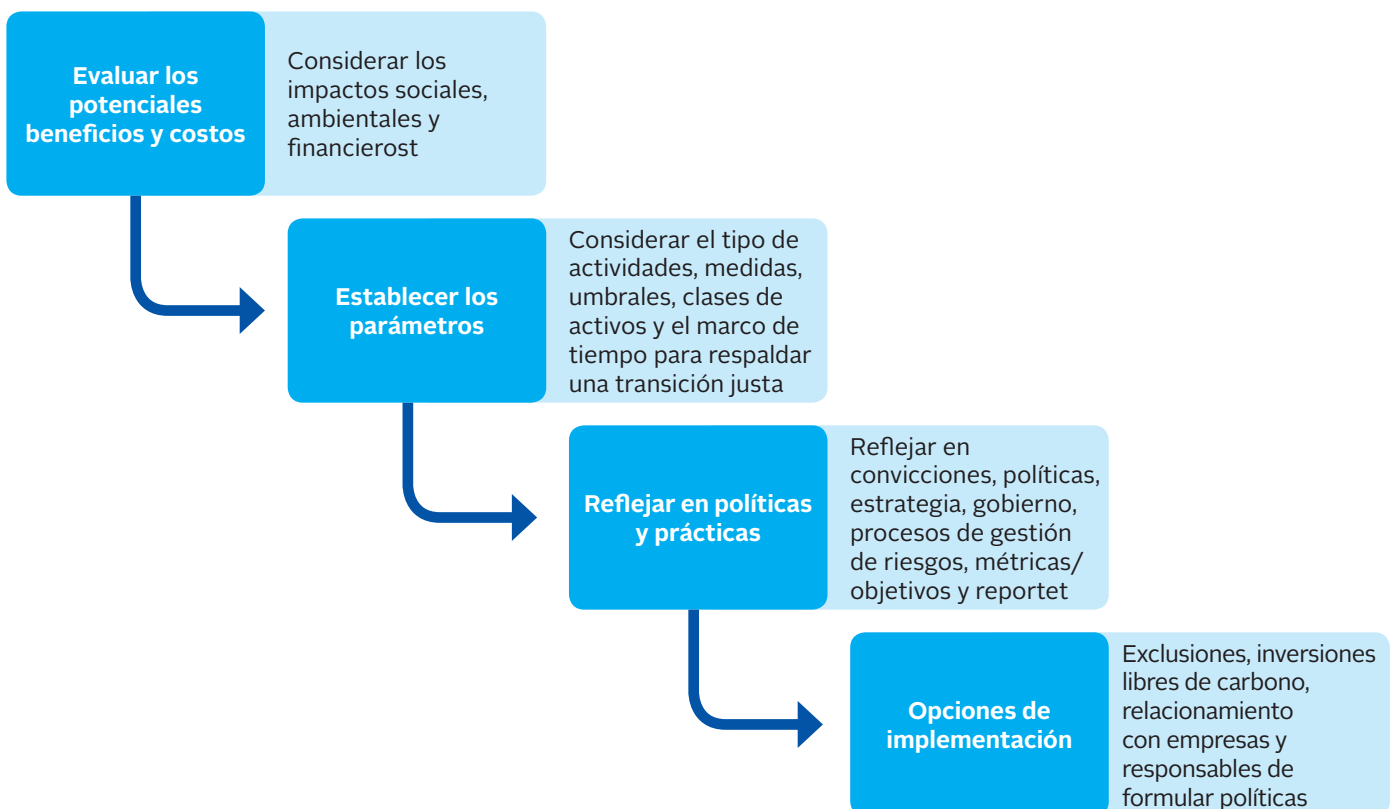 Evaluar los
potenciales
beneficios y costos
Considerar los
impactos sociales,
ambientales y
financierost
Establecer los
parámetros
Considerar el tipo de
actividades, medidas,
umbrales, clases de
activos y el marco de
tiempo para respaldar
una transición justa
Reflejar en políticas
y prácticas
Reflejar en
convicciones, políticas,
estrategia, gobierno,
procesos de gestión
de riesgos, métricas/
objetivos y reportet
Opciones de
implementación
Exclusiones, inversiones
libres de carbono,
relacionamiento
con empresas y
responsables de
formular políticas